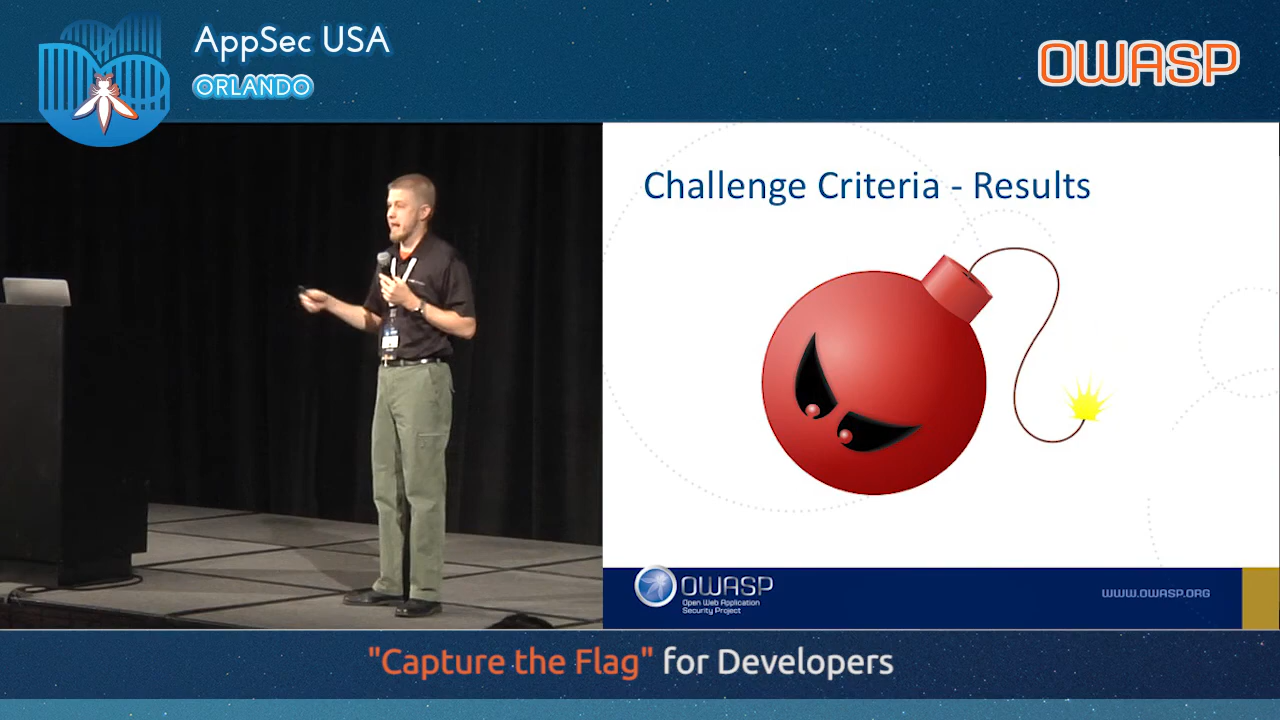 AppSec USA
ORLANDO
OWASP
Challenge Criteria - Results
OWASP
Open Web Application
Security Project
WWW.OWASP.ORG
"Capture the Flag" for Developers